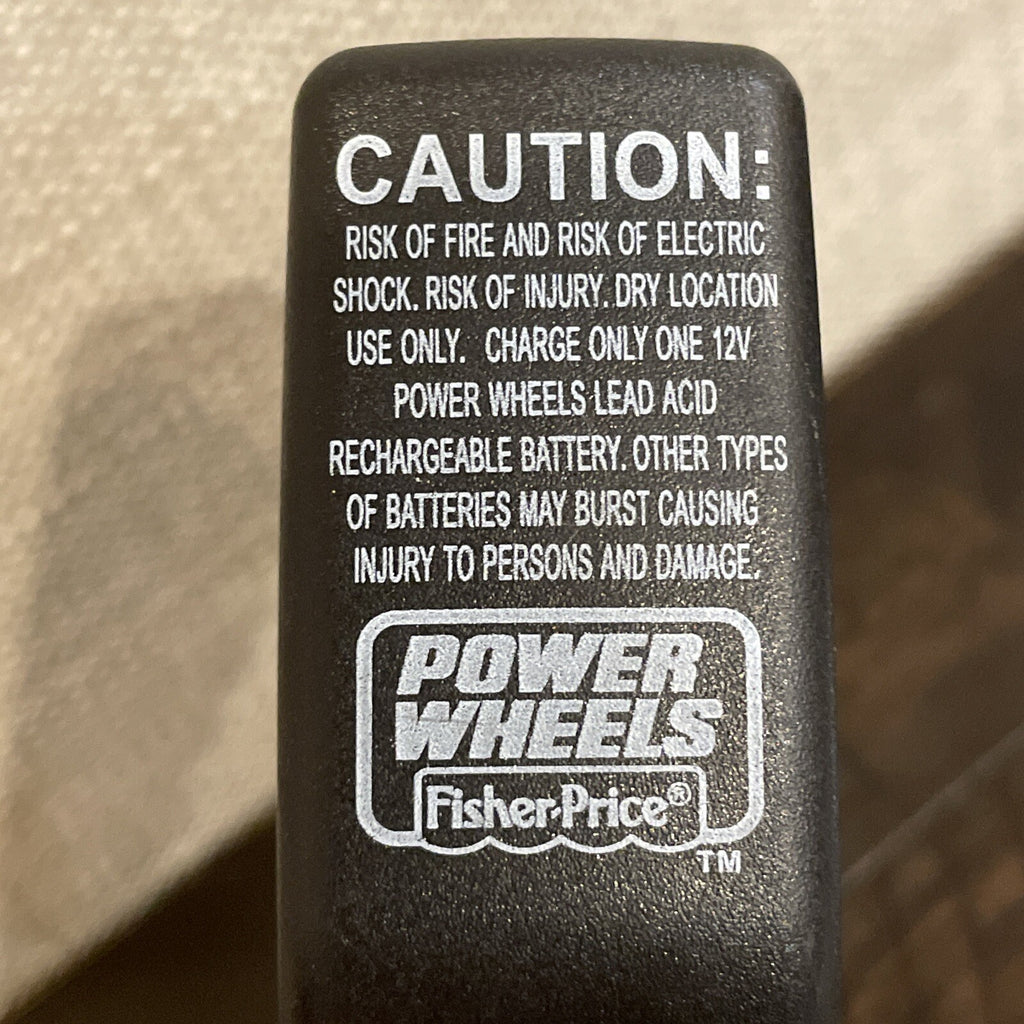 CAUTION:
RISK OF FIRE AND RISK OF ELECTRIC
SHOCK. RISK OF INJURY. DRY LOCATION
USE ONLY. CHARGE ONLY ONE 12V
POWER WHEELS LEAD ACID
RECHARGEABLE BATTERY. OTHER TYPES
OF BATTERIES MAY BURST CAUSING
INJURY TO PERSONS AND DAMAGE.
POWER
WHEELS
Fisher-Price®
TM